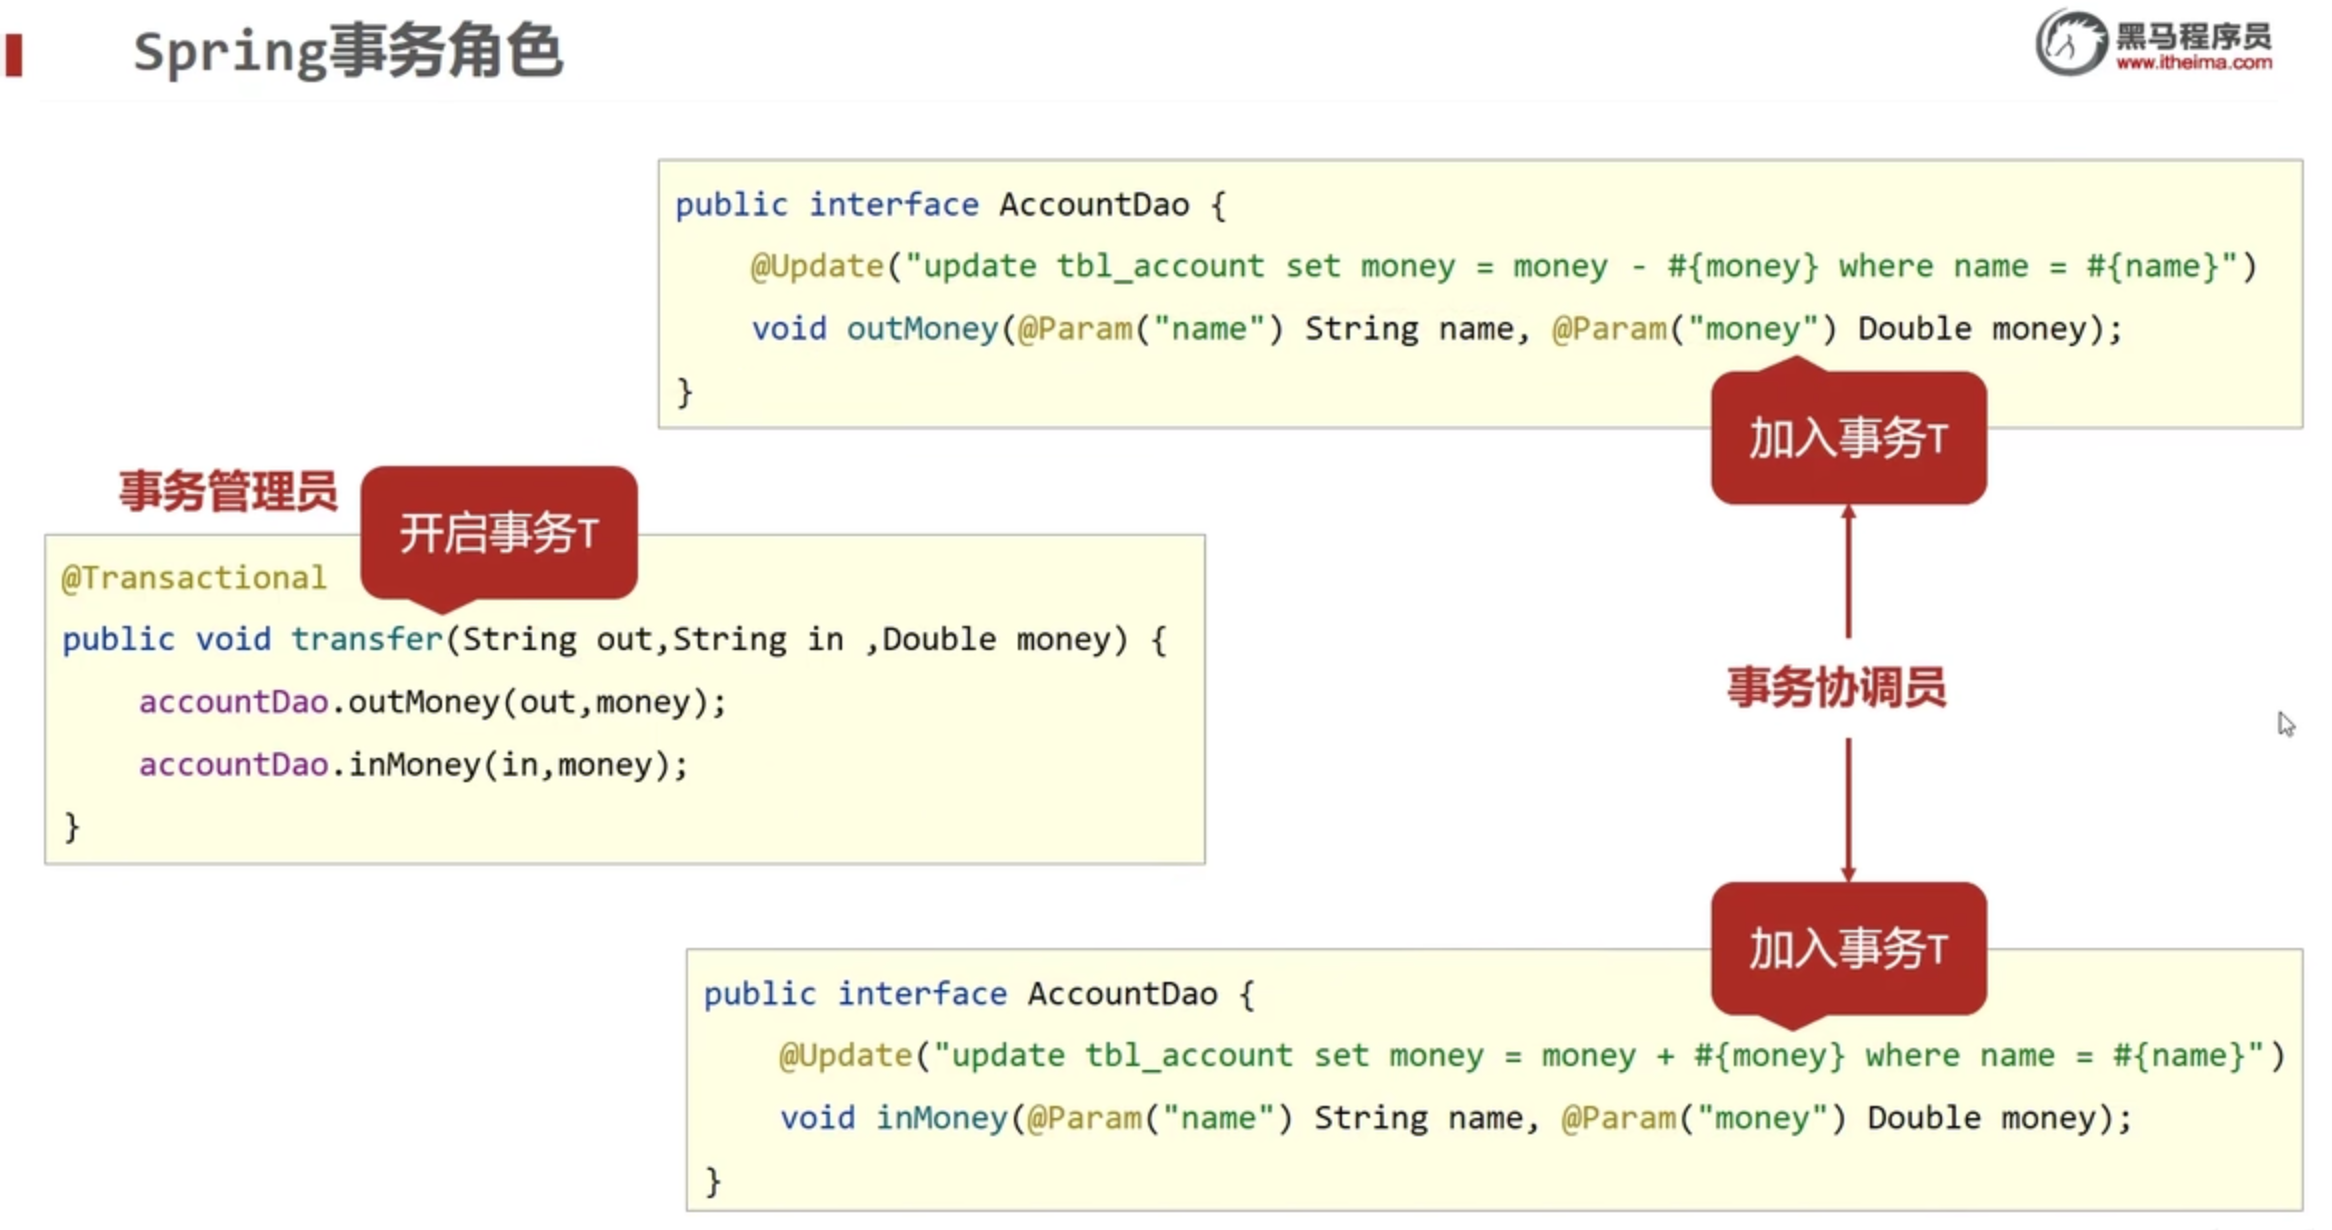 Spring事务角色
黑马程序员
www.itheima.com
public interface AccountDao {
@Update("update tbl_account set money = money - #{money} where name = #{name}")
void outMoney(@Param("name") String name, @Param("money") Double money);
}
加入事务T
事务管理员
开启事务T
@Transactional
public void transfer(String out,String in ,Double money) {
accountDao.outMoney(out,money);
accountDao.inMoney(in,money);
}
事务协调员
加入事务T
public interface AccountDao {
@Update("update tbl_account set money = money + #{money} where name = #{name}")
void inMoney(@Param("name") String name, @Param("money") Double money);
}